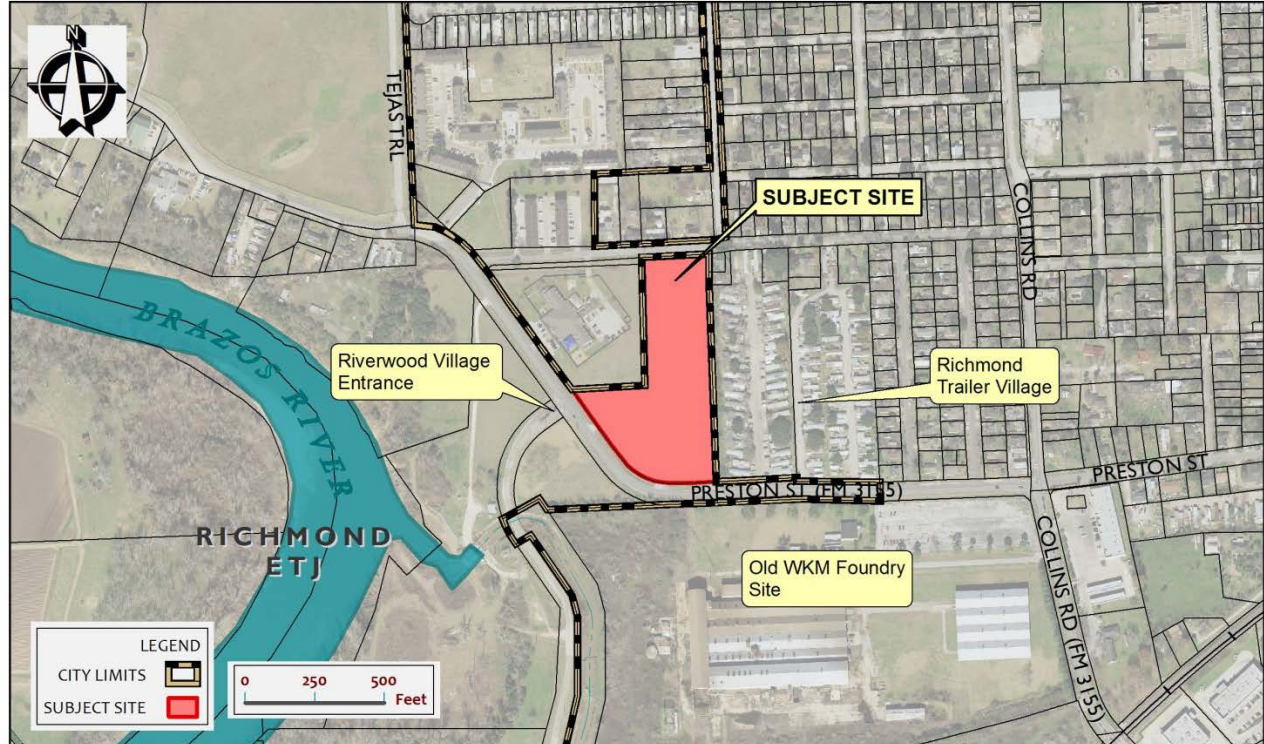 N
TEJAS TRL
SUBJECT SITE
COLLINS RD
BRAZOS RIVER
Riverwood Village
Entrance
Richmond
Trailer Village
PRESTON ST
PRESTON ST (FM 3155)
RICHMOND
ETJ
Old WKM Foundry
Site
COLLINS RD (FM 3155)
LEGEND
CITY LIMITS
SUBJECT SITE
0 250 500
Feet